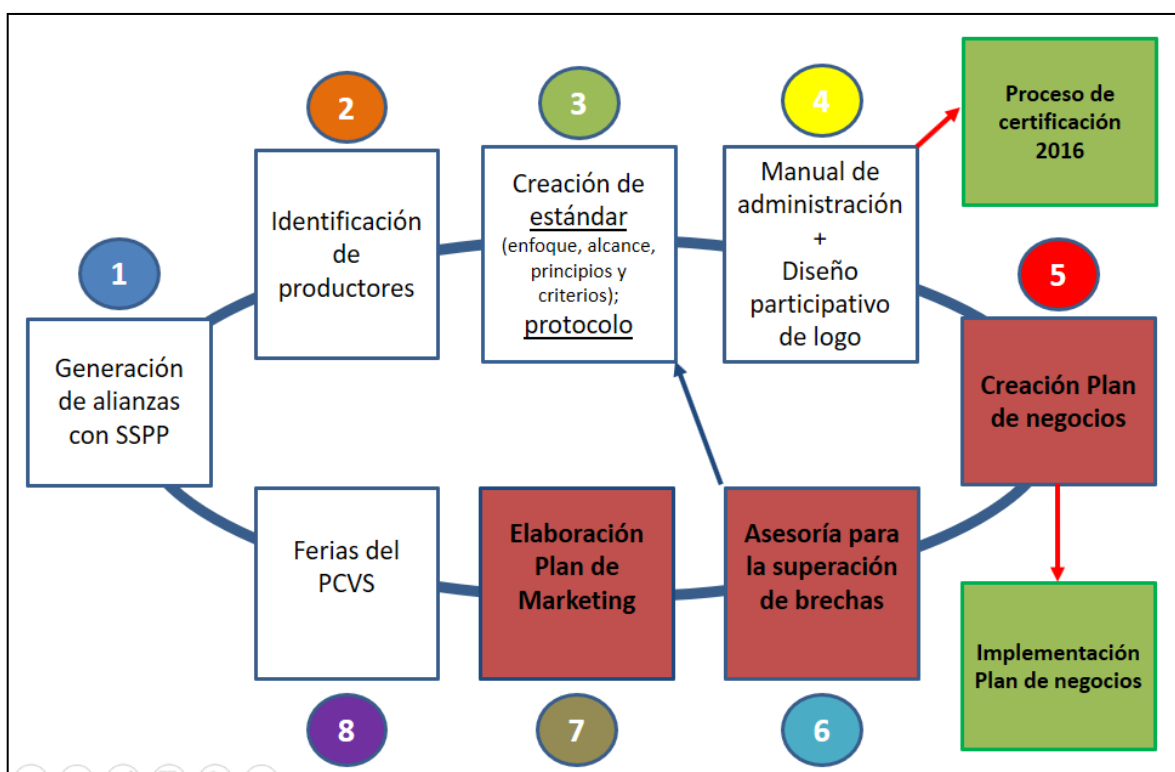 1
Generación
de alianzas
con SSPP
2
Identificación
de
productores
3
Creación de
estándar
(enfoque, alcance,
principios y
criterios);
protocolo
4
Manual de
administración
+
Diseño
participativo
de logo
Proceso de
certificación
2016
5
Creación Plan
de negocios
Implementación
Plan de negocios
Asesoría para
la superación
de brechas
6
Elaboración
Plan de
Marketing
7
Ferias del
PCVS
8